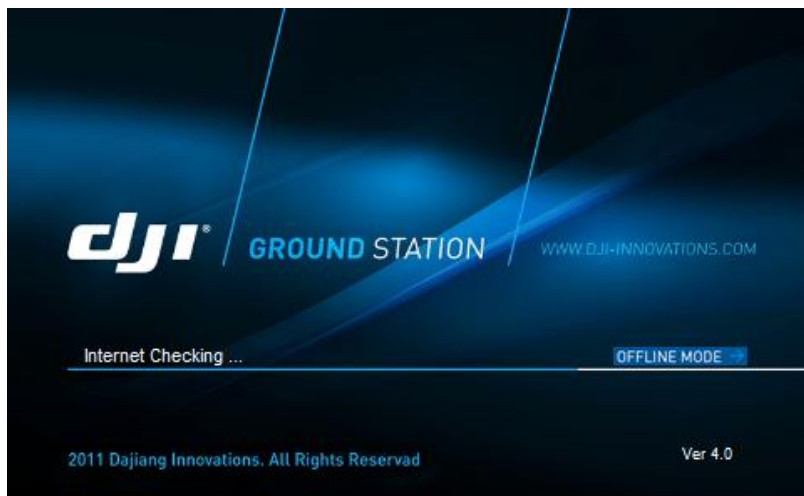 dji® GROUND STATION WWW.DJI-INNOVATIONS.COM
Internet Checking ... OFFLINE MODE →
2011 Dajiang Innovations. All Rights Reservad Ver 4.0